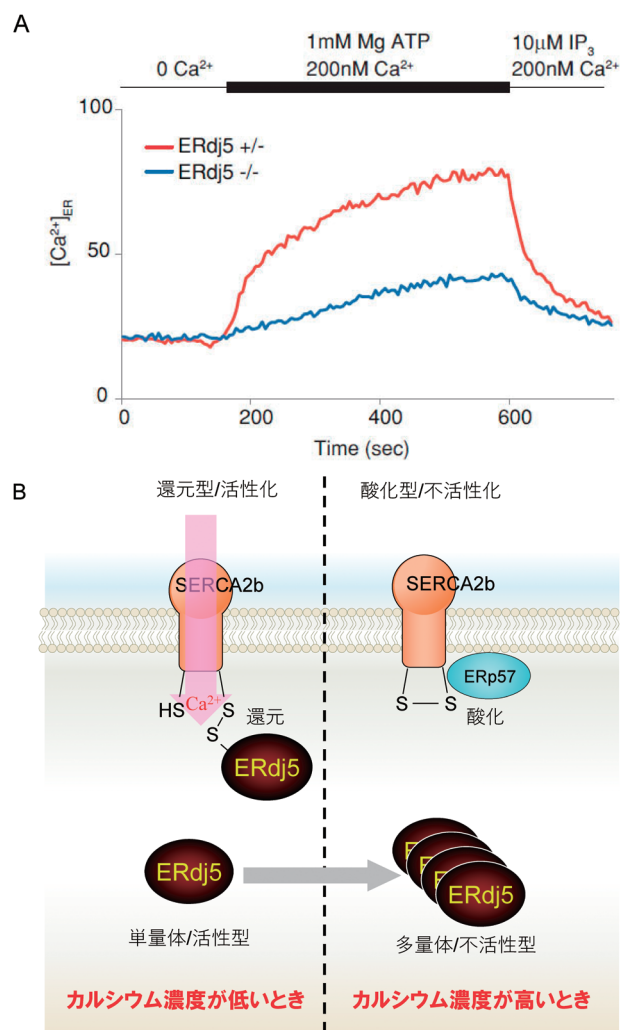 A
0 Ca²⁺
1mM Mg ATP
200nM Ca²⁺
10μM IP₃
200nM Ca²⁺
100
ERdj5 +/-
ERdj5 -/-
[Ca²⁺]ER
50
0
0 200 400 600
Time (sec)
B
還元型/活性化
酸化型/不活性化
SERCA2b
SERCA2b
ERp57
HS
Ca²⁺
S
還元
S
S
S
酸化
ERdj5
ERdj5
E
E
E
ERdj5
単量体/活性型
多量体/不活性型
カルシウム濃度が低いとき
カルシウム濃度が高いとき